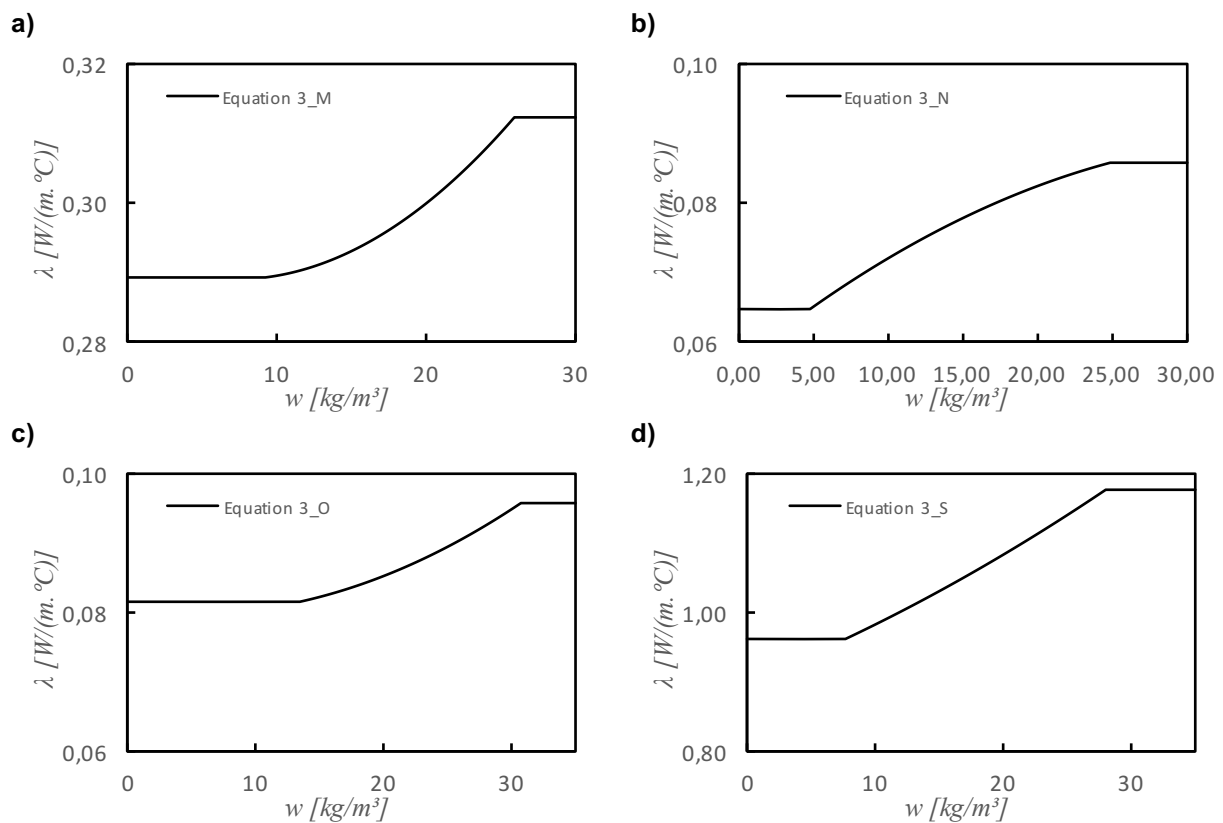 a)
0,32
Equation 3_M
λ [W/(m. ºC)]
0,30
0,28
0 10 20 30
w [kg/m³]
b)
0,10
Equation 3_N
λ [W/(m. ºC)]
0,08
0,06
0,00 5,00 10,00 15,00 20,00 25,00 30,00
w [kg/m³]
c)
0,10
Equation 3_O
λ [W/(m. ºC)]
0,08
0,06
0 10 20 30
w [kg/m³]
d)
1,20
Equation 3_S
λ [W/(m. ºC)]
1,00
0,80
0 10 20 30
w [kg/m³]